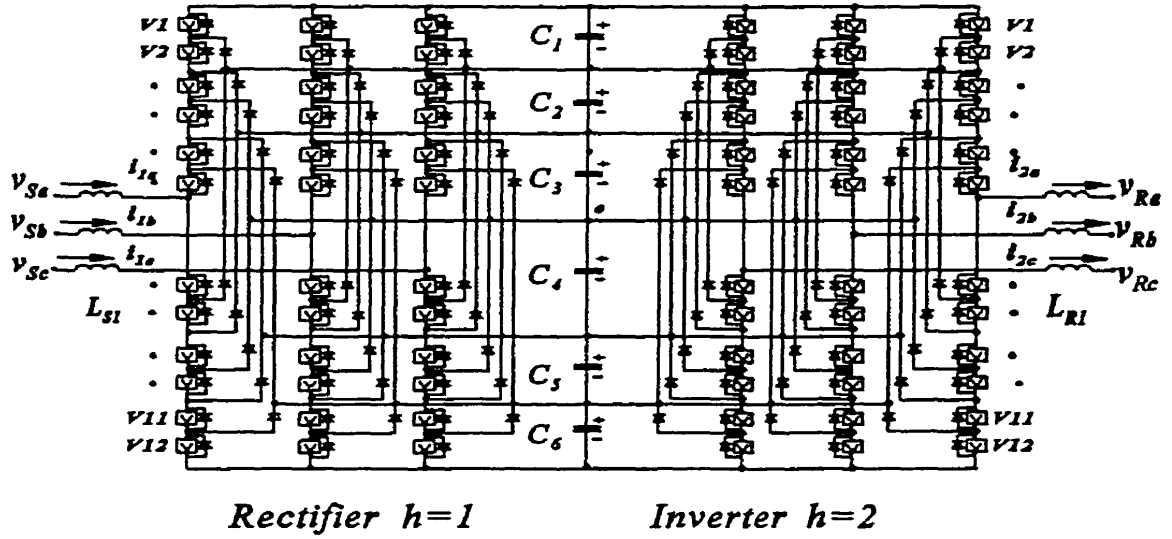 V1
V2
V11
V12
C1
C2
C3
C4
C5
C6
+
-
V1
V2
V11
V12
vSa
vSb
vSc
i1a
i1b
i1c
LS1
i2a
i2b
i2c
vRa
vRb
vRc
LR1
Rectifier h=1
Inverter h=2